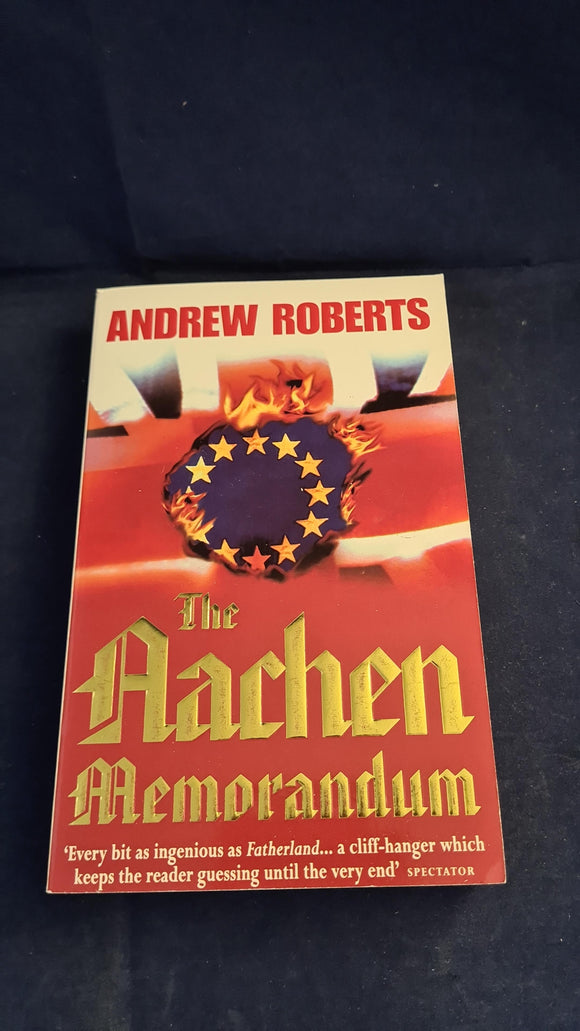 ANDREW ROBERTS
The
Aachen
Memorandum
‘Every bit as ingenious as Fatherland... a cliff-hanger which
keeps the reader guessing until the very end’ SPECTATOR